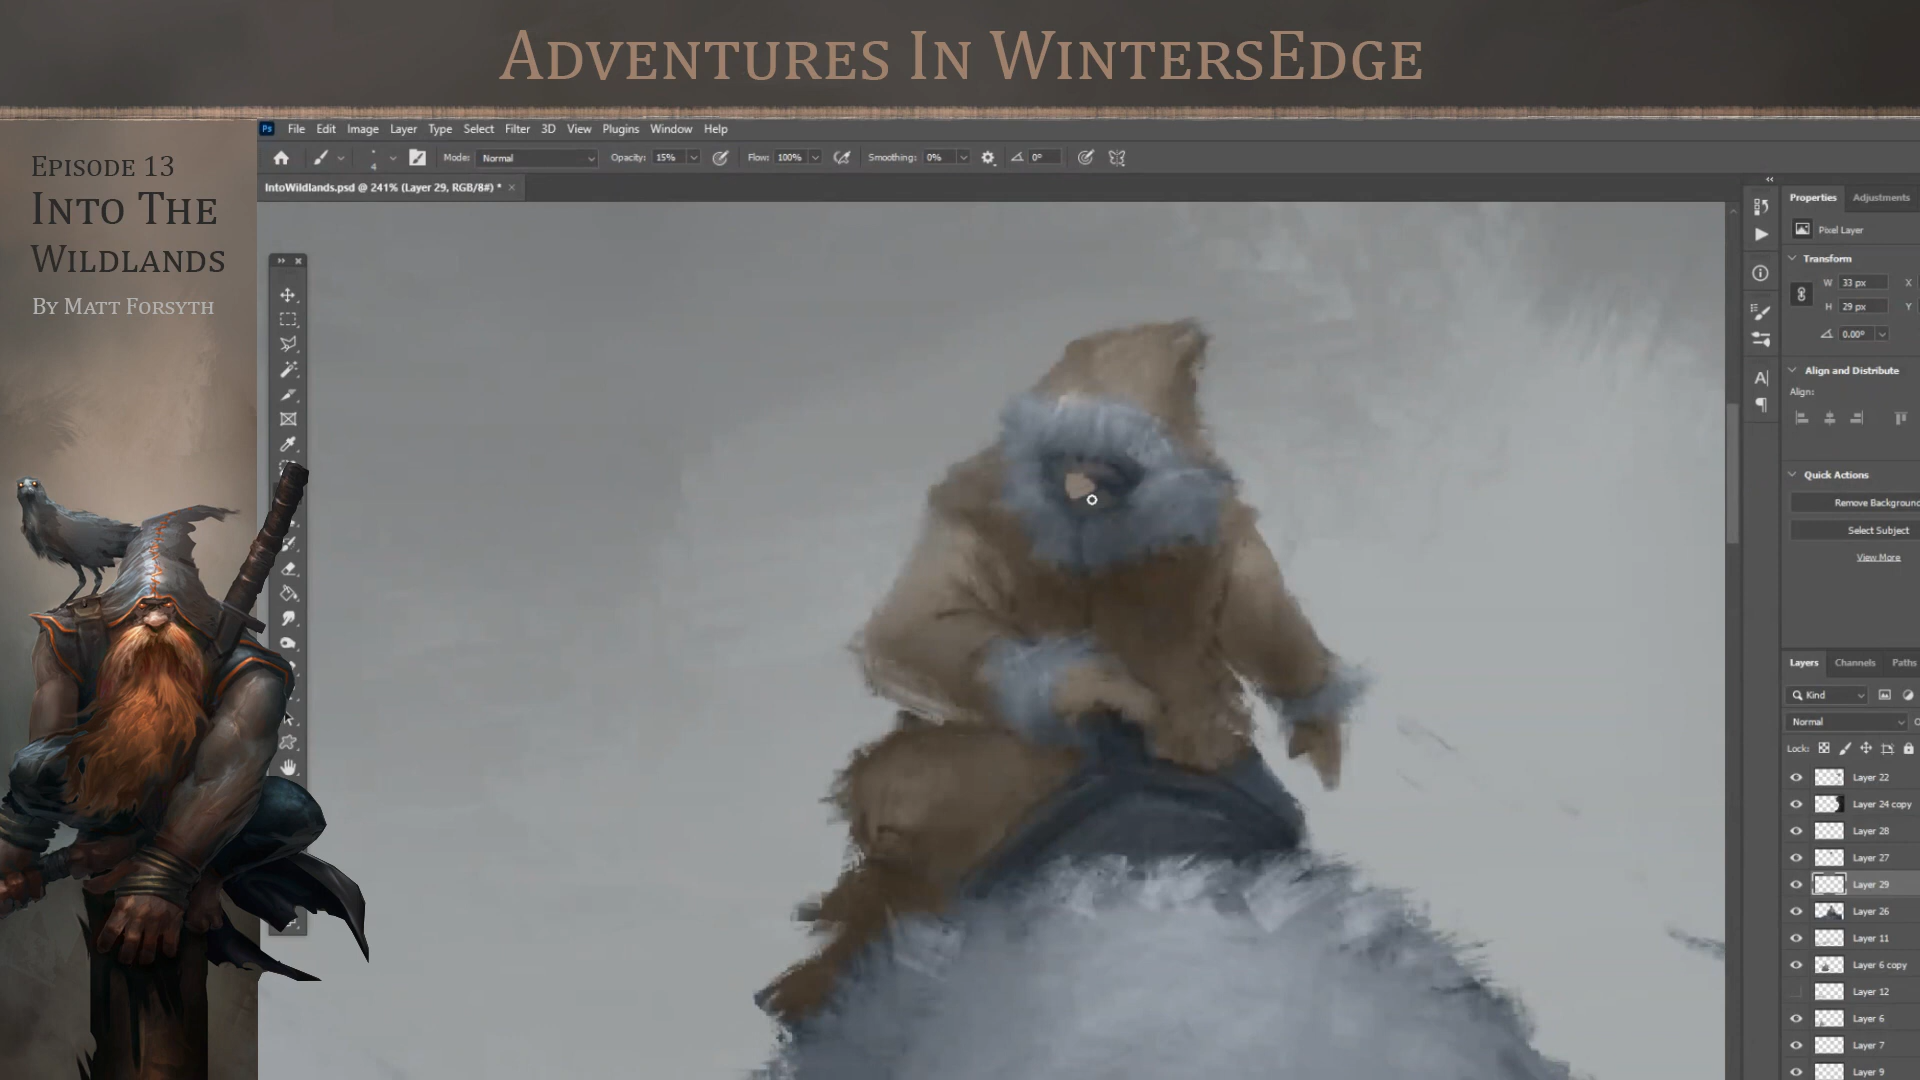 Adventures In WintersEdge
Episode 13
Into The
Wildlands
By Matt Forsyth
Ps File Edit Image Layer Type Select Filter 3D View Plugins Window Help
4 Mode: Normal Opacity: 15% Flow: 100% Smoothing: 0% 0°
IntoWildlands.psd @ 241% (Layer 29, RGB/8#) * ×
Properties Adjustments
Pixel Layer
Transform
W 33 px X
H 29 px Y
0.00°
Align and Distribute
Align:
Quick Actions
Remove Background
Select Subject
View More
Layers Channels Paths
Kind
Normal
Lock:
Layer 22
Layer 24 copy
Layer 28
Layer 27
Layer 29
Layer 26
Layer 11
Layer 6 copy
Layer 12
Layer 6
Layer 7
Layer 9